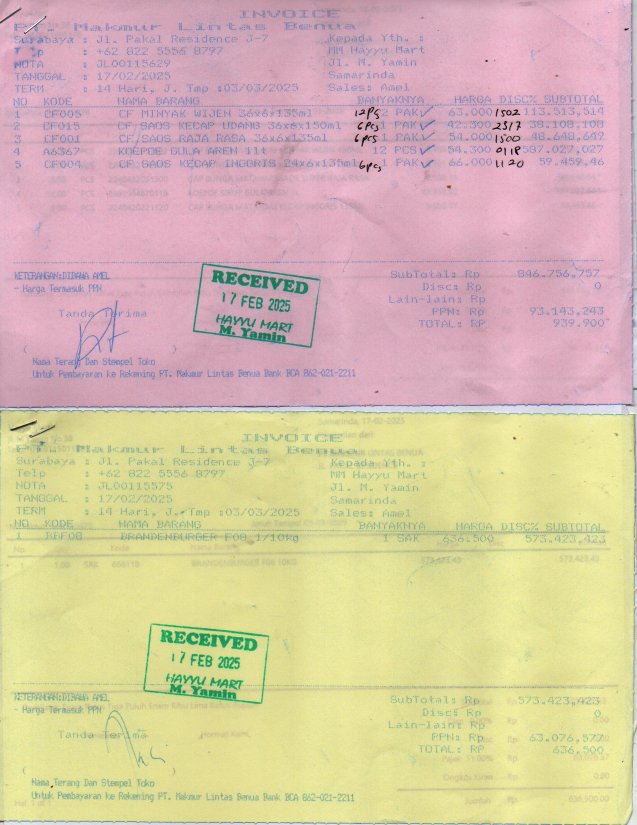 INVOICE
PT. Makmur Lintas Benua
Surabaya : Jl. Pakal Residence J-7 Kepada Yth. :
Telp : +62 822 5556 8797 MM Hayyu Mart
NOTA : JL00115629 Jl. M. Yamin
TANGGAL : 17/02/2025 Samarinda
TERM : 14 Hari, J. Tmp :03/03/2025 Sales: Amel
NO KODE NAMA BARANG BANYAKNYA HARGA DISC% SUBTOTAL
1 CF005 CF MINYAK WIJEN 36x6x135ml 12pcs 2 PAK 63.000 1502 113.513,514
2 CF015 CF SAOS KECAP UDANG 36x6x150ml 6pcs 1 PAK 42.300 2517 38.108,108
3 CF001 CF/SAOS RAJA RASA 36x6x135ml 6pcs 1 PAK 54.000 1500 48.648,649
4 A6367 KOEPOE GULA AREN 1lt 12 PCS 54.300 0118 587.027,027
5 CF004 CF SAOS KECAP INGGRIS 24x6x135ml 6pcs 1 PAK 66.000 1120 59.459,46
KETERANGAN:DIBAWA AMEL
- Harga Termasuk PPN
SubTotal: Rp 846.756,757
Disc: Rp 0
Lain-lain: Rp
PPN: Rp 93.143,243
TOTAL: RP 939.900
Tanda Terima
RECEIVED
17 FEB 2025
HAYYU MART
M. Yamin
( )
Nama Terang Dan Stempel Toko
Untuk Pembayaran ke Rekening PT. Makmur Lintas Benua Bank BCA 862-021-2211
Samarinda, 17-02-2025
INVOICE
PT. Makmur Lintas Benua
Surabaya : Jl. Pakal Residence J-7 Kepada Yth. :
Telp : +62 822 5556 8797 MM Hayyu Mart
NOTA : JL00115575 Jl. M. Yamin
TANGGAL : 17/02/2025 Samarinda
TERM : 14 Hari, J. Tmp :03/03/2025 Sales: Amel
NO KODE NAMA BARANG BANYAKNYA HARGA DISC% SUBTOTAL
1 BBF08 BRANDENBURGER F08 1/10kg 1 SAK 636.500 573.423,423
RECEIVED
17 FEB 2025
HAYYU MART
M. Yamin
KETERANGAN:DIBAWA AMEL
- Harga Termasuk PPN
SubTotal: Rp 573.423,423
Disc: Rp 0
Lain-lain: Rp
PPN: Rp 63.076,577
TOTAL: RP 636.500
Tanda Terima
( )
Nama Terang Dan Stempel Toko
Untuk Pembayaran ke Rekening PT. Makmur Lintas Benua Bank BCA 862-021-2211